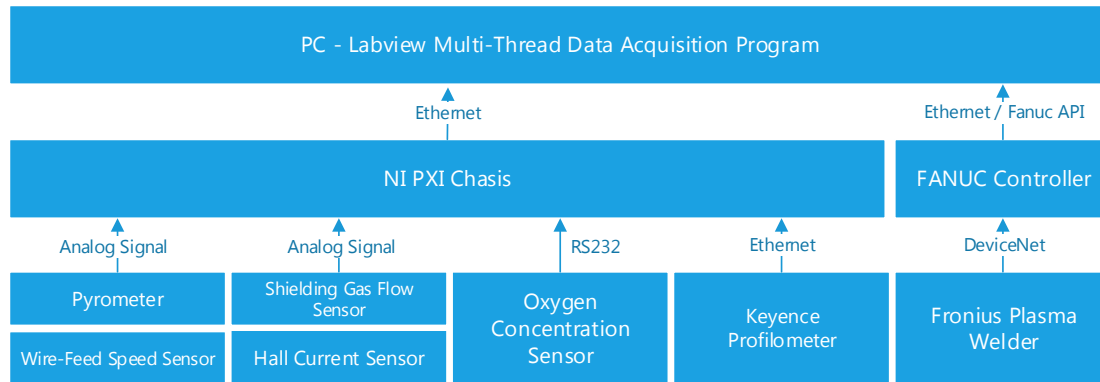 PC - Labview Multi-Thread Data Acquisition Program
Ethernet
Ethernet / Fanuc API
NI PXI Chasis
FANUC Controller
Analog Signal
Analog Signal
RS232
Ethernet
DeviceNet
Pyrometer
Shielding Gas Flow
Sensor
Oxygen
Concentration
Sensor
Keyence
Profilometer
Fronius Plasma
Welder
Wire-Feed Speed Sensor
Hall Current Sensor